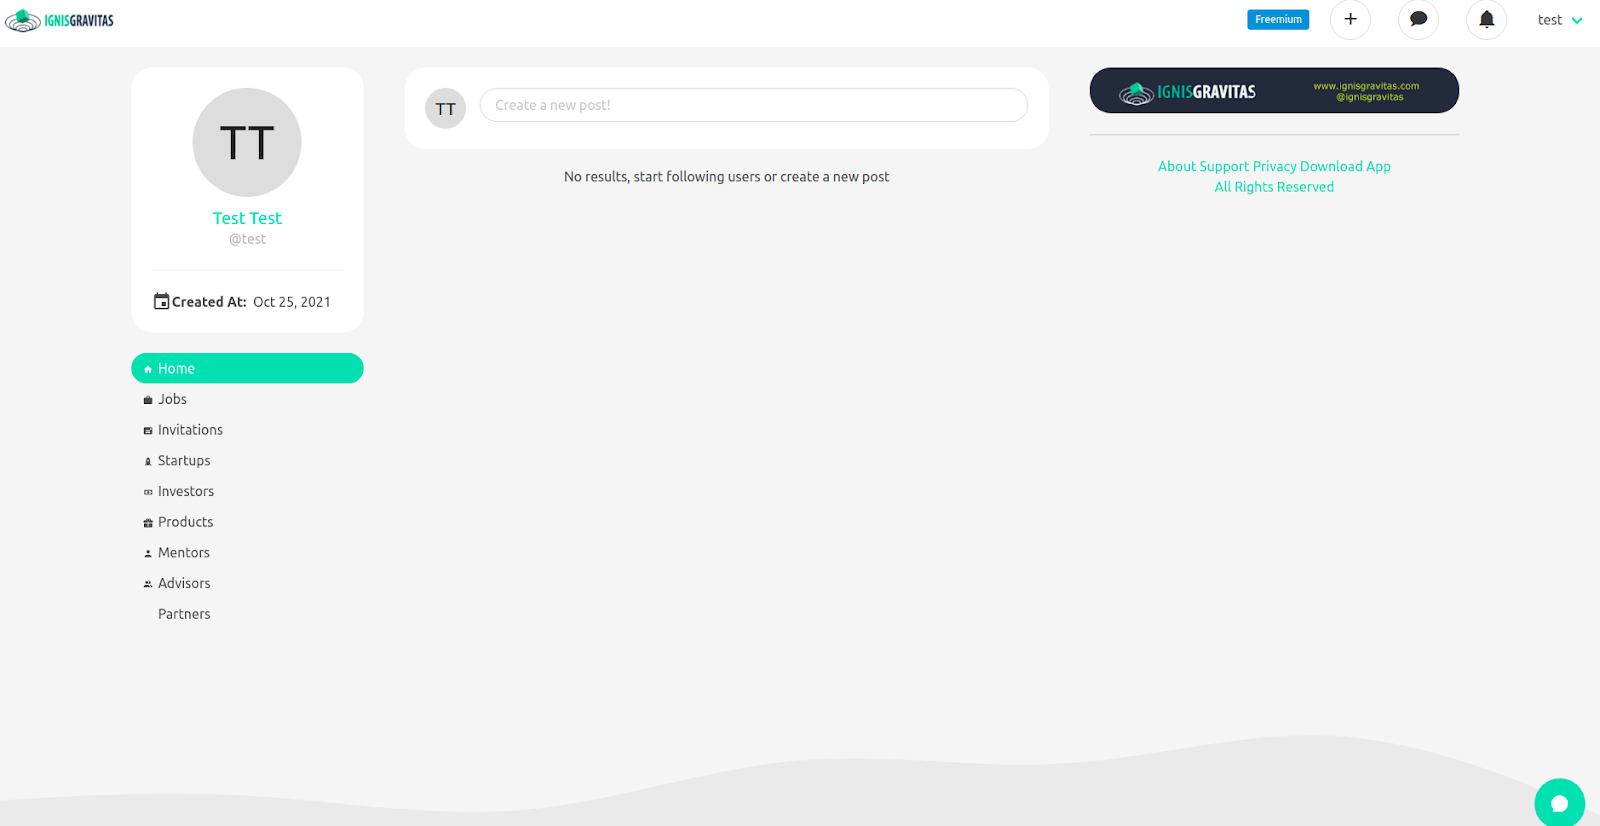 IGNISGRAVITAS
Freemium
test
TT
Test Test
@test
Created At: Oct 25, 2021
Home
Jobs
Invitations
Startups
Investors
Products
Mentors
Advisors
Partners
TT
Create a new post!
No results, start following users or create a new post
IGNISGRAVITAS
www.ignisgravitas.com
@ignisgravitas
About Support Privacy Download App
All Rights Reserved